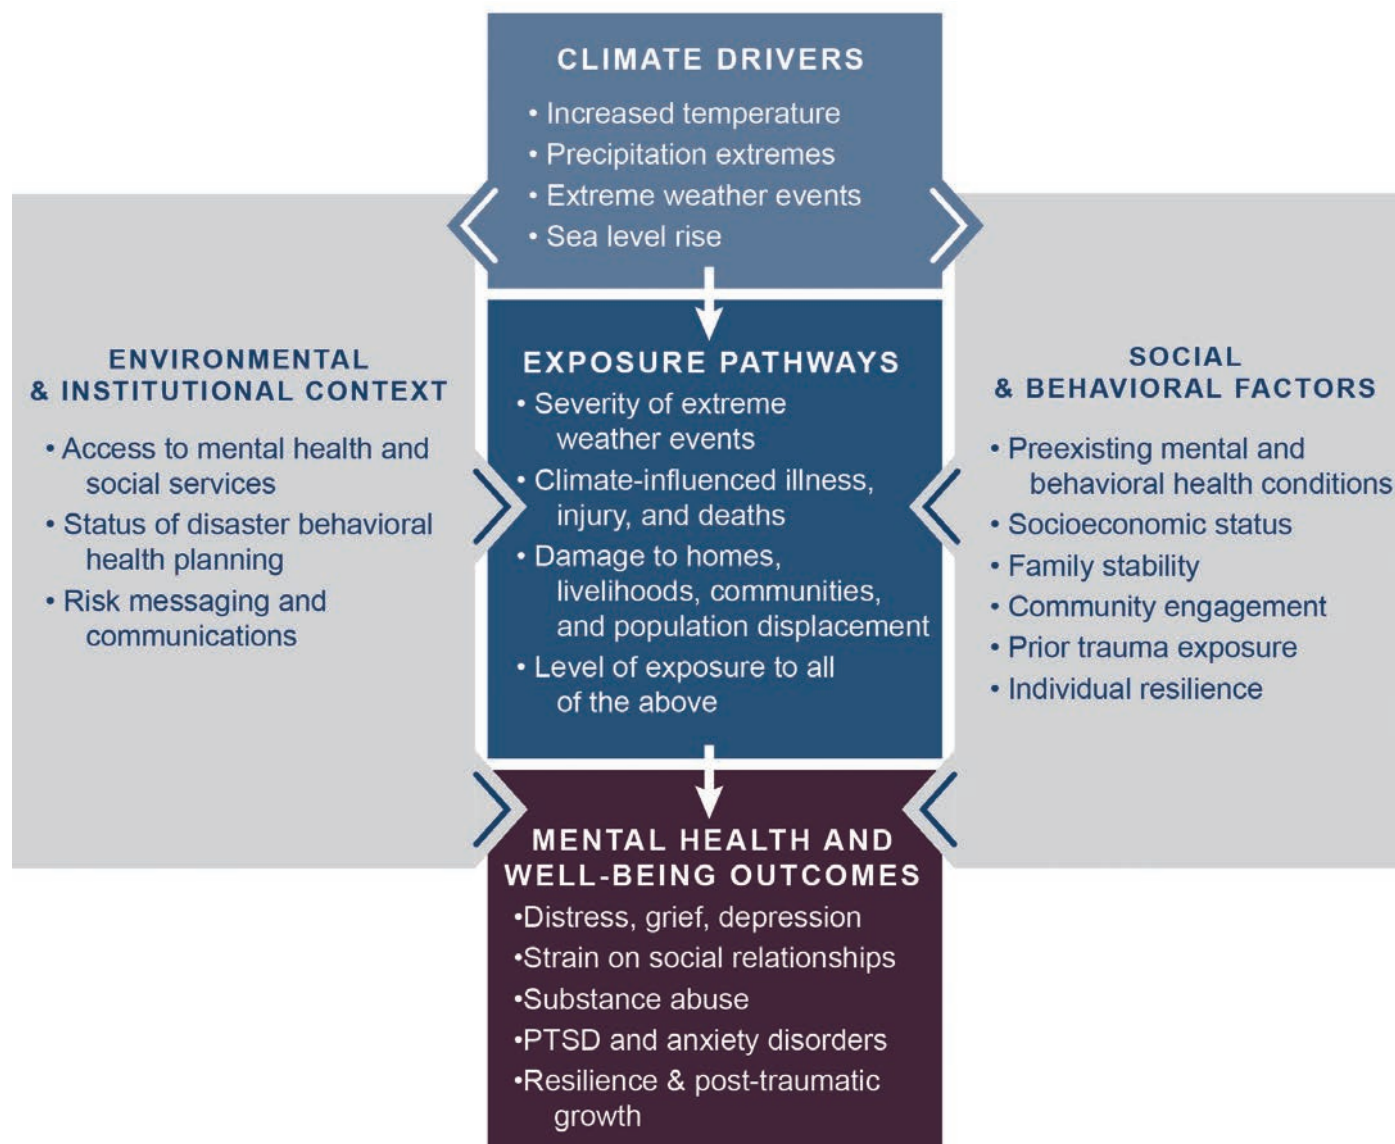 CLIMATE DRIVERS
• Increased temperature
• Precipitation extremes
• Extreme weather events
• Sea level rise
ENVIRONMENTAL
& INSTITUTIONAL CONTEXT
• Access to mental health and
social services
• Status of disaster behavioral
health planning
• Risk messaging and
communications
EXPOSURE PATHWAYS
• Severity of extreme
weather events
• Climate-influenced illness,
injury, and deaths
• Damage to homes,
livelihoods, communities,
and population displacement
• Level of exposure to all
of the above
SOCIAL
& BEHAVIORAL FACTORS
• Preexisting mental and
behavioral health conditions
• Socioeconomic status
• Family stability
• Community engagement
• Prior trauma exposure
• Individual resilience
MENTAL HEALTH AND
WELL-BEING OUTCOMES
•Distress, grief, depression
•Strain on social relationships
•Substance abuse
•PTSD and anxiety disorders
•Resilience & post-traumatic
growth